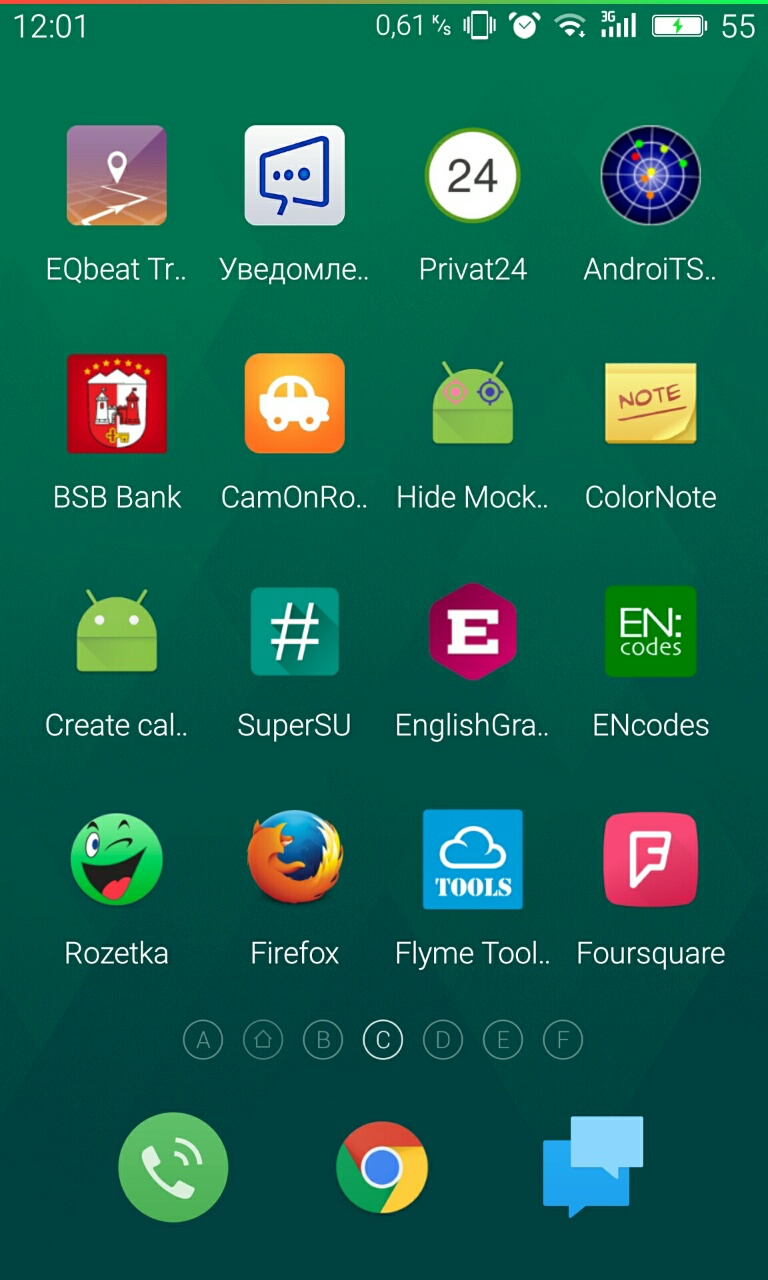 12:01 0,61 K/s 3G 55
24
EQbeat Tr.. Уведомле.. Privat24 AndroiTS..
NOTE
BSB Bank CamOnRo.. Hide Mock.. ColorNote
# E EN:
codes
Create cal.. SuperSU EnglishGra.. ENcodes
TOOLS
Rozetka Firefox Flyme Tool.. Foursquare
A B C D E F